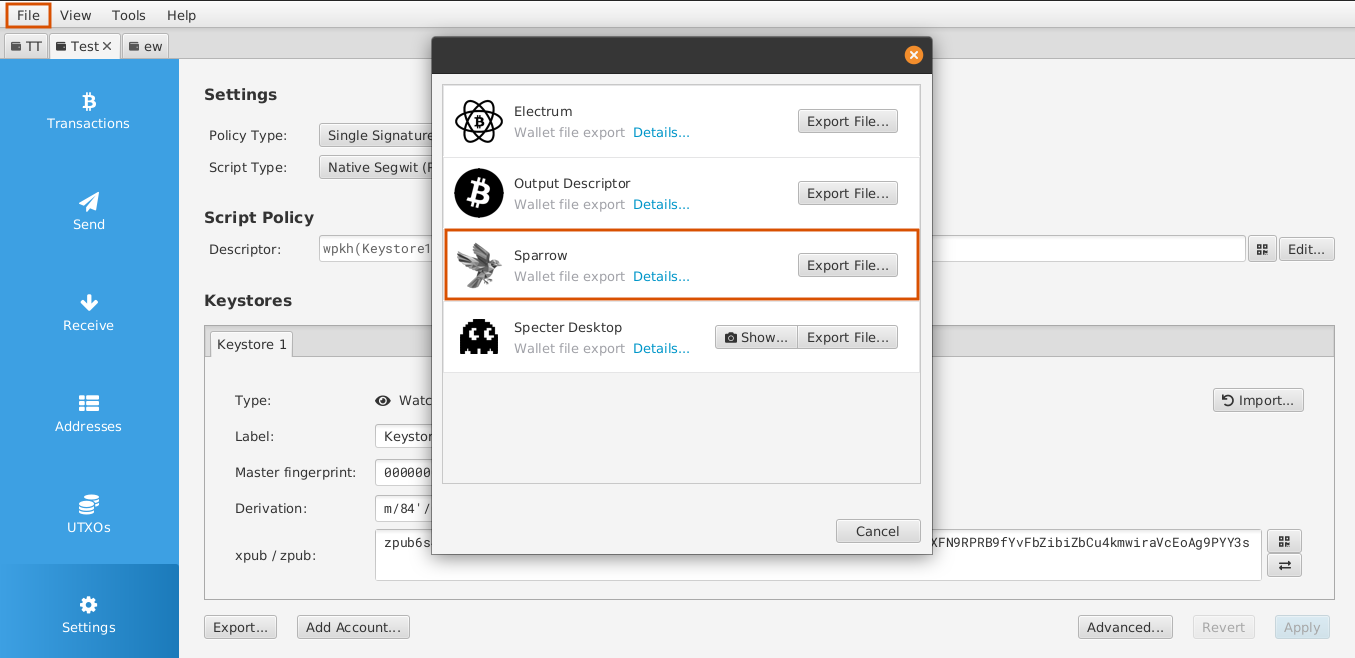 File View Tools Help
TT Test ew
Transactions
Send
Receive
Addresses
UTXOs
Settings
Settings
Policy Type: Single Signature
Script Type: Native Segwit (
Script Policy
Descriptor: wpkh(Keystore1
Edit...
Keystores
Keystore 1
Type: Watc
Import...
Label: Keystor
Master fingerprint: 000000
Derivation: m/84'/
xpub / zpub: zpub6s XFN9RPRB9fYvFbZibiZbCu4kmwiraVcEoAg9PYY3s
Export... Add Account... Advanced... Revert Apply
Electrum
Wallet file export Details...
Export File...
Output Descriptor
Wallet file export Details...
Export File...
Sparrow
Wallet file export Details...
Export File...
Specter Desktop
Wallet file export Details...
Show... Export File...
Cancel